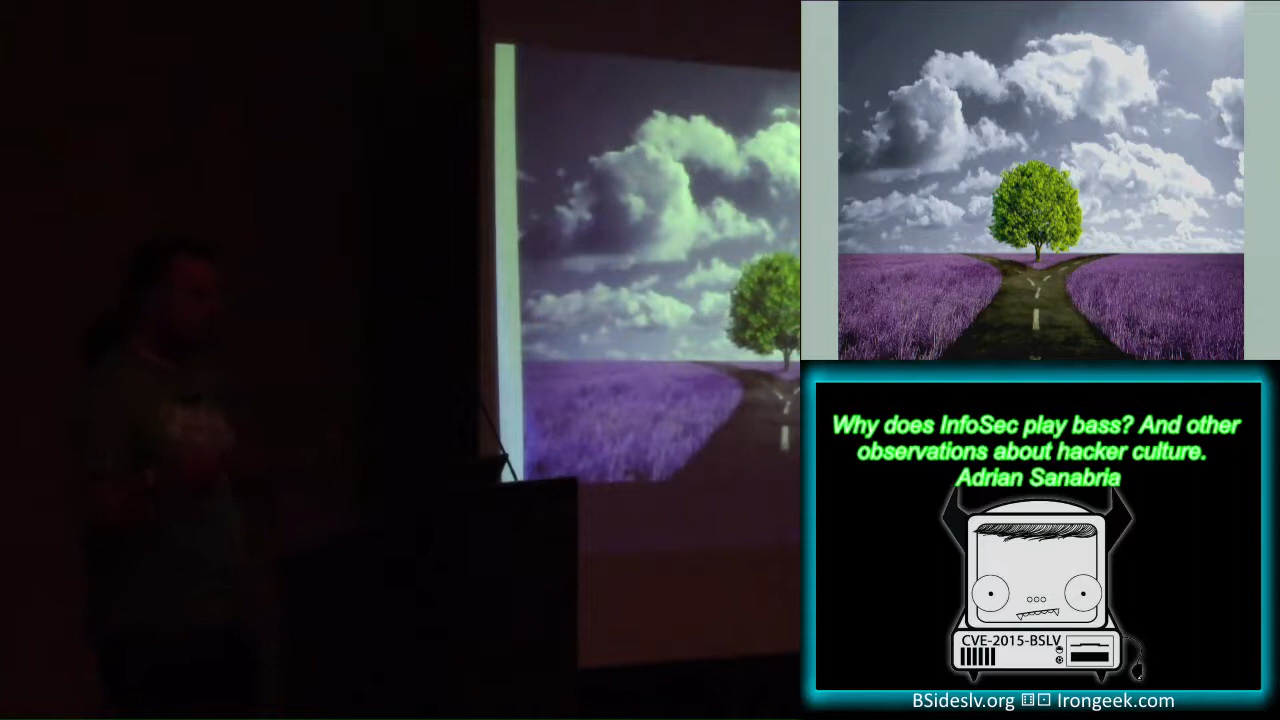 Why does InfoSec play bass? And other
observations about hacker culture.
Adrian Sanabria
CVE-2015-BSLV
BSideslv.org ⚅⚀ Irongeek.com